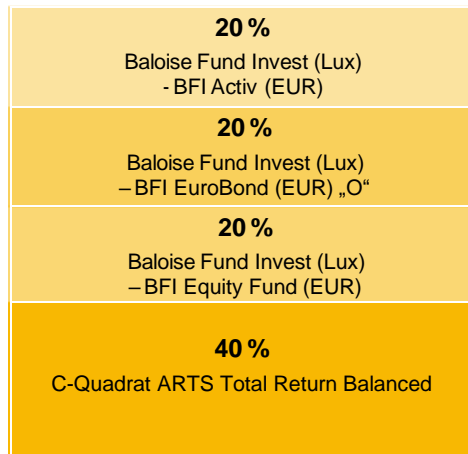 20 %
Baloise Fund Invest (Lux)
- BFI Activ (EUR)
20 %
Baloise Fund Invest (Lux)
– BFI EuroBond (EUR) „O“
20 %
Baloise Fund Invest (Lux)
– BFI Equity Fund (EUR)
40 %
C-Quadrat ARTS Total Return Balanced